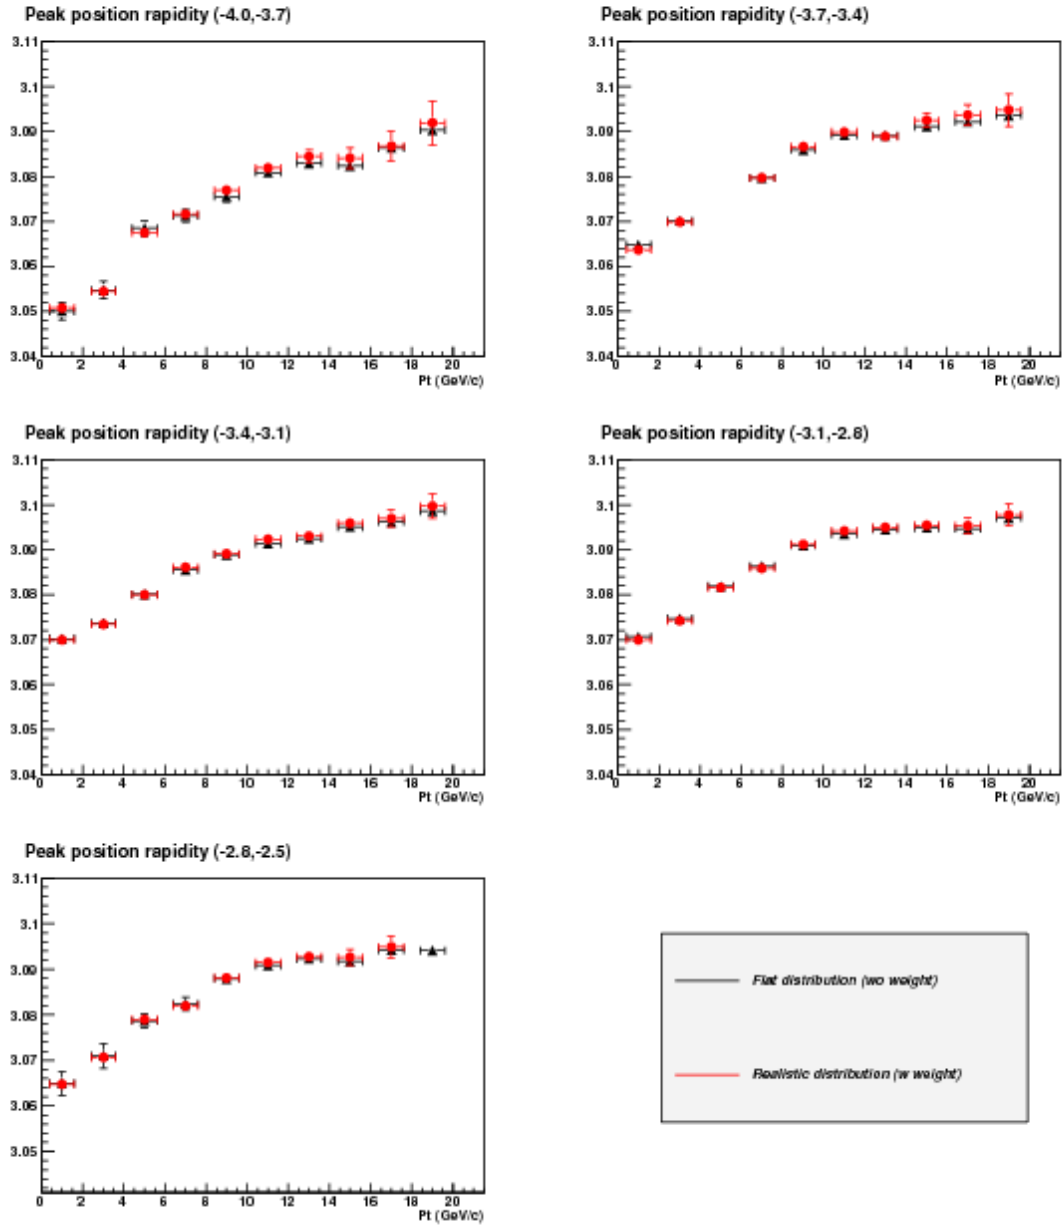 Peak position rapidity (-4.0,-3.7)
3.11
3.1
3.09
3.08
3.07
3.06
3.05
3.04
0 2 4 6 8 10 12 14 16 18 20
Pt (GeV/c)
Peak position rapidity (-3.7,-3.4)
3.11
3.1
3.09
3.08
3.07
3.06
3.05
3.04
0 2 4 6 8 10 12 14 16 18 20
Pt (GeV/c)
Peak position rapidity (-3.4,-3.1)
3.11
3.1
3.09
3.08
3.07
3.06
3.05
3.04
0 2 4 6 8 10 12 14 16 18 20
Pt (GeV/c)
Peak position rapidity (-3.1,-2.8)
3.11
3.1
3.09
3.08
3.07
3.06
3.05
3.04
0 2 4 6 8 10 12 14 16 18 20
Pt (GeV/c)
Peak position rapidity (-2.8,-2.5)
3.11
3.1
3.09
3.08
3.07
3.06
3.05
0 2 4 6 8 10 12 14 16 18 20
Pt (GeV/c)
Flat distribution (wo weight)
Realistic distribution (w weight)